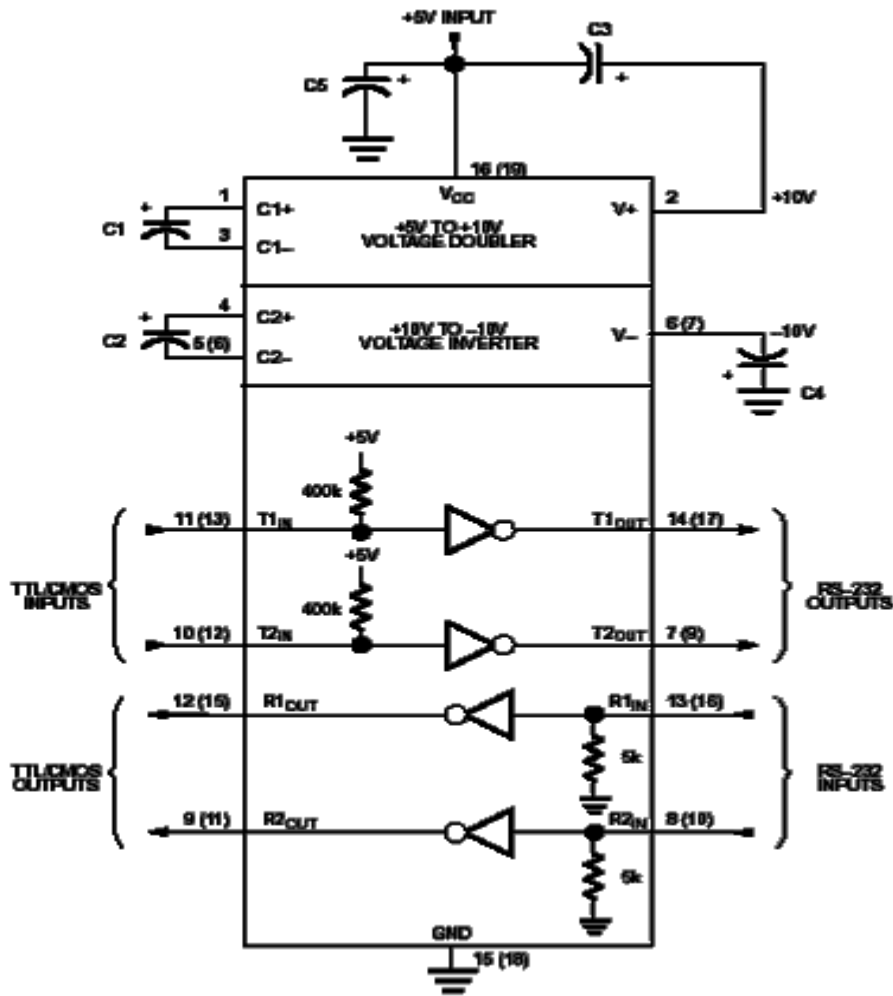 +5V INPUT
C3
C5
+
+
16 (19)
1
C1+
VCC
V+
2
+10V
+
C1
3
C1–
+5V TO +10V
VOLTAGE DOUBLER
4
C2+
+
C2
5 (6)
C2–
+10V TO –10V
VOLTAGE INVERTER
V–
6 (7)
–10V
+
C4
+5V
400k
11 (13)
T1IN
T1OUT
14 (17)
+5V
400k
TTL/CMOS
INPUTS
RS-232
OUTPUTS
10 (12)
T2IN
T2OUT
7 (9)
12 (15)
R1OUT
R1IN
13 (16)
5k
TTL/CMOS
OUTPUTS
RS-232
INPUTS
9 (11)
R2OUT
R2IN
8 (10)
5k
GND
15 (18)